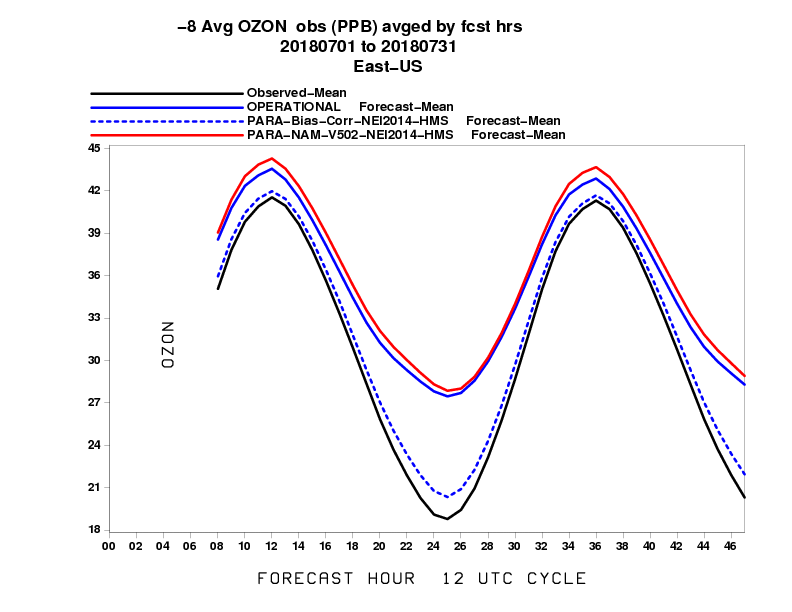 −8 Avg OZON obs (PPB) avged by fcst hrs
20180701 to 20180731
East−US
Observed−Mean
OPERATIONAL Forecast−Mean
PARA−Bias−Corr−NEI2014−HMS Forecast−Mean
PARA−NAM−V502−NEI2014−HMS Forecast−Mean
45
42
39
36
33
30
27
24
21
18
OZON
00 02 04 06 08 10 12 14 16 18 20 22 24 26 28 30 32 34 36 38 40 42 44 46
FORECAST HOUR 12 UTC CYCLE